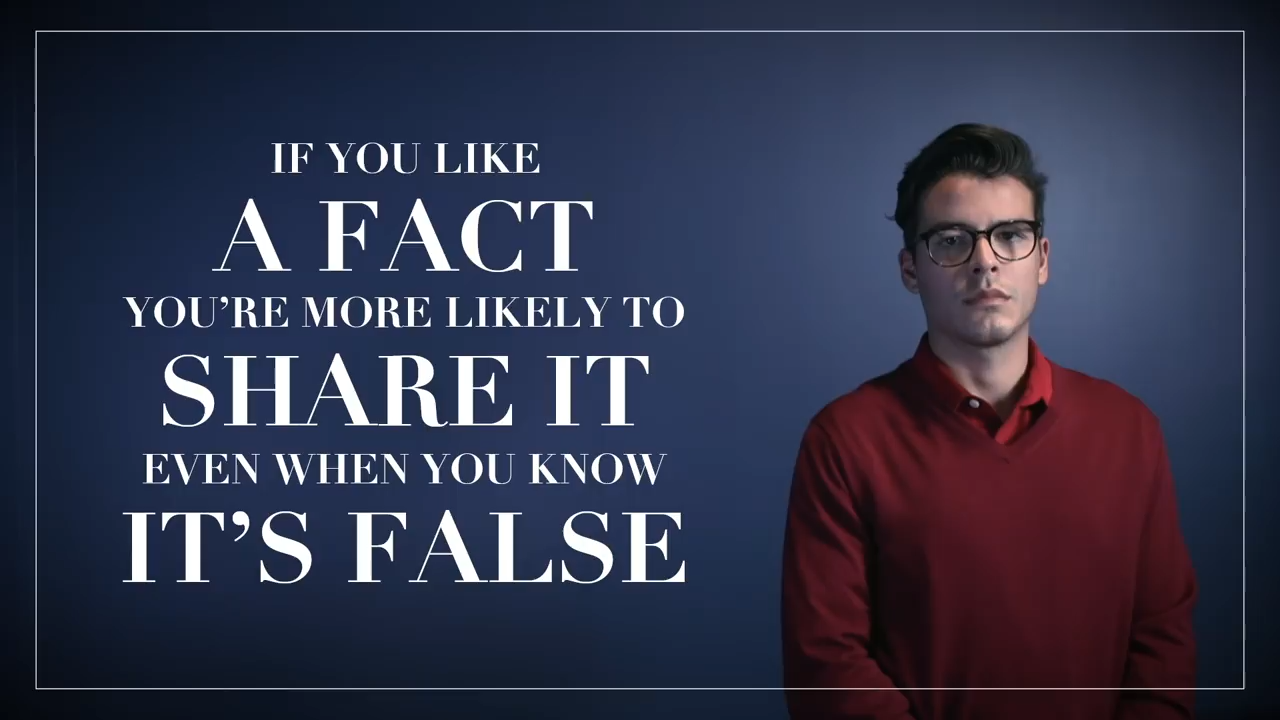 IF YOU LIKE
A FACT
YOU’RE MORE LIKELY TO
SHARE IT
EVEN WHEN YOU KNOW
IT’S FALSE